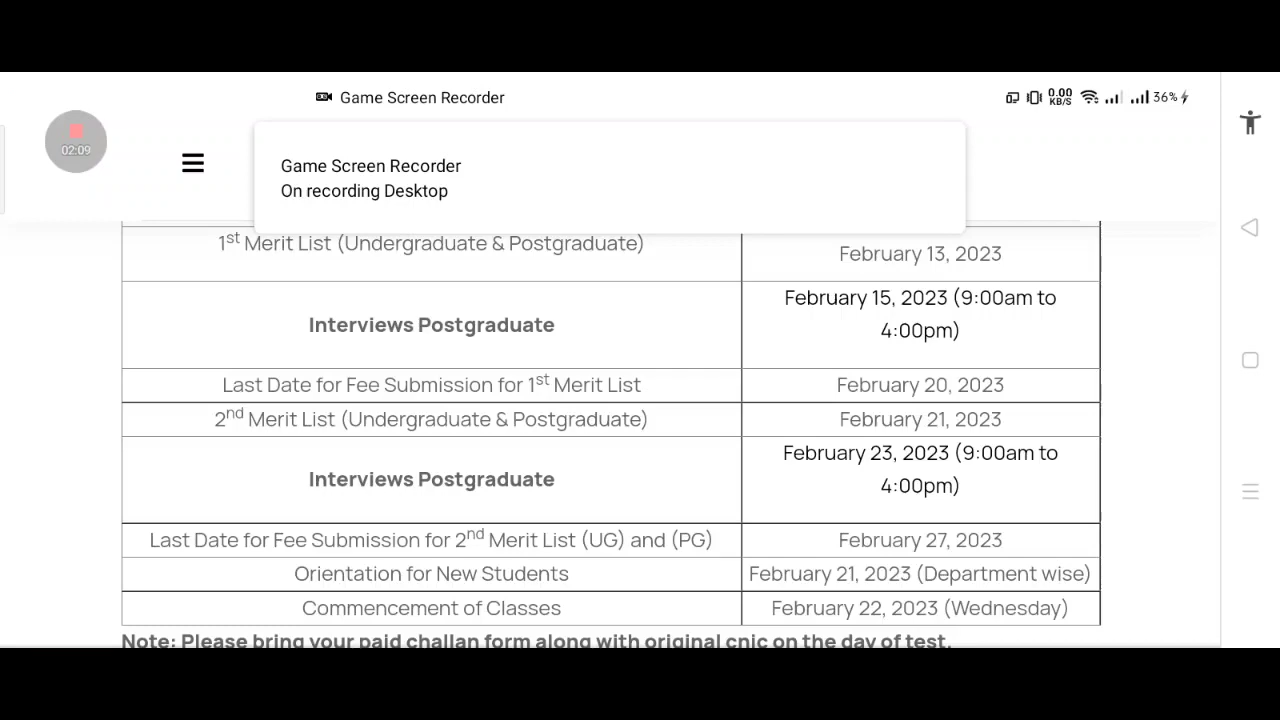 Game Screen Recorder
0.00 KB/S
36%
02:09
Game Screen Recorder
On recording Desktop
1st Merit List (Undergraduate & Postgraduate)
February 13, 2023
Interviews Postgraduate
February 15, 2023 (9:00am to
4:00pm)
Last Date for Fee Submission for 1st Merit List
February 20, 2023
2nd Merit List (Undergraduate & Postgraduate)
February 21, 2023
Interviews Postgraduate
February 23, 2023 (9:00am to
4:00pm)
Last Date for Fee Submission for 2nd Merit List (UG) and (PG)
February 27, 2023
Orientation for New Students
February 21, 2023 (Department wise)
Commencement of Classes
February 22, 2023 (Wednesday)
Note: Please bring your paid challan form along with original cnic on the day of test.